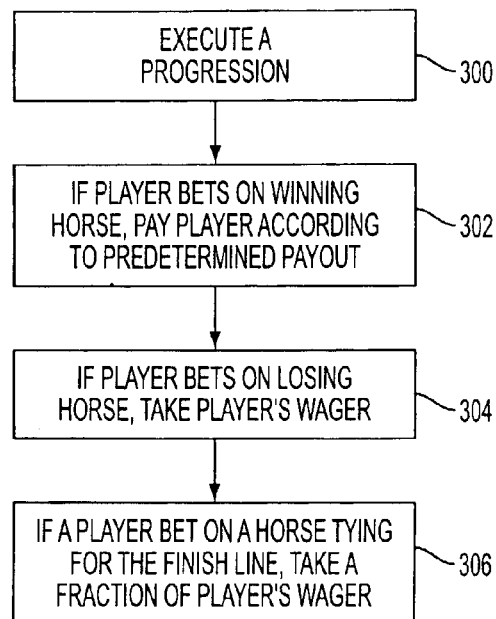 EXECUTE A
PROGRESSION
300
IF PLAYER BETS ON WINNING
HORSE, PAY PLAYER ACCORDING
TO PREDETERMINED PAYOUT
302
IF PLAYER BETS ON LOSING
HORSE, TAKE PLAYER'S WAGER
304
IF A PLAYER BET ON A HORSE TYING
FOR THE FINISH LINE, TAKE A
FRACTION OF PLAYER'S WAGER
306